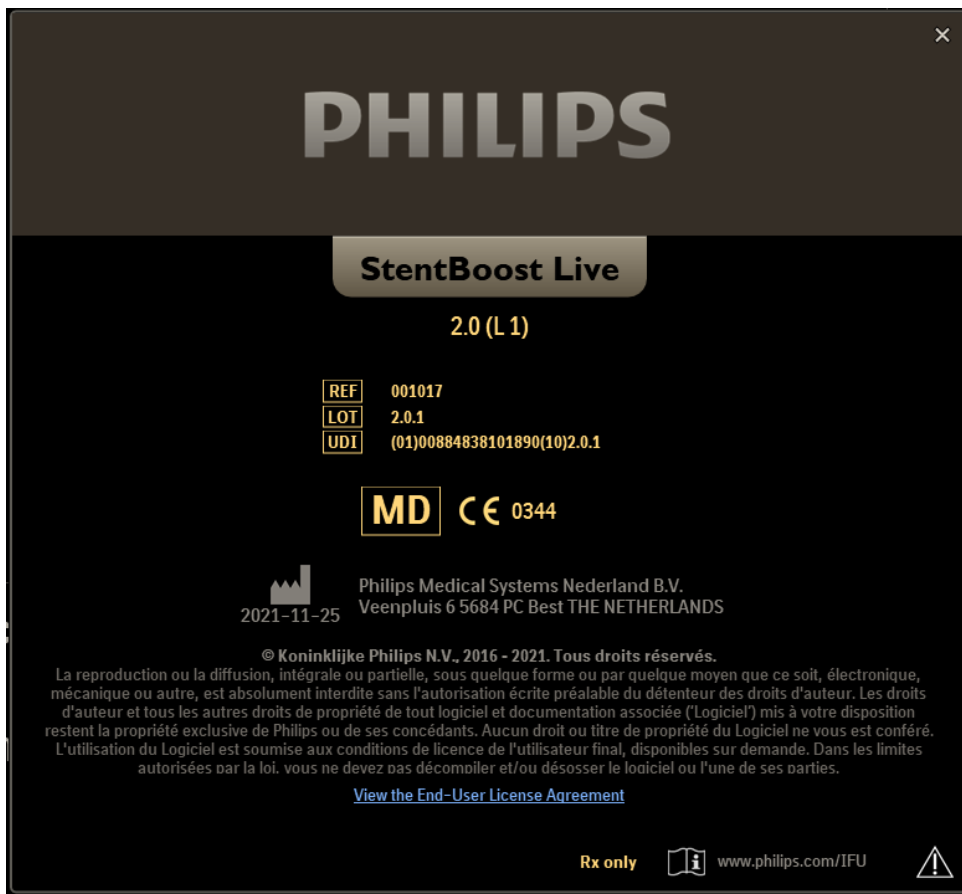 PHILIPS
StentBoost Live
2.0 (L 1)
REF 001017
LOT 2.0.1
UDI (01)00884838101890(10)2.0.1
MD CE 0344
Philips Medical Systems Nederland B.V.
2021-11-25 Veenpluis 6 5684 PC Best THE NETHERLANDS
© Koninklijke Philips N.V., 2016 - 2021. Tous droits réservés.
La reproduction ou la diffusion, intégrale ou partielle, sous quelque forme ou par quelque moyen que ce soit, électronique,
mécanique ou autre, est absolument interdite sans l'autorisation écrite préalable du détenteur des droits d'auteur. Les droits
d'auteur et tous les autres droits de propriété de tout logiciel et documentation associée ('Logiciel') mis à votre disposition
restent la propriété exclusive de Philips ou de ses concédants. Aucun droit ou titre de propriété du Logiciel ne vous est conféré.
L'utilisation du Logiciel est soumise aux conditions de licence de l'utilisateur final, disponibles sur demande. Dans les limites
autorisées par la loi, vous ne devez pas décompiler et/ou désosser le logiciel ou l'une de ses parties.
View the End-User License Agreement
Rx only www.philips.com/IFU